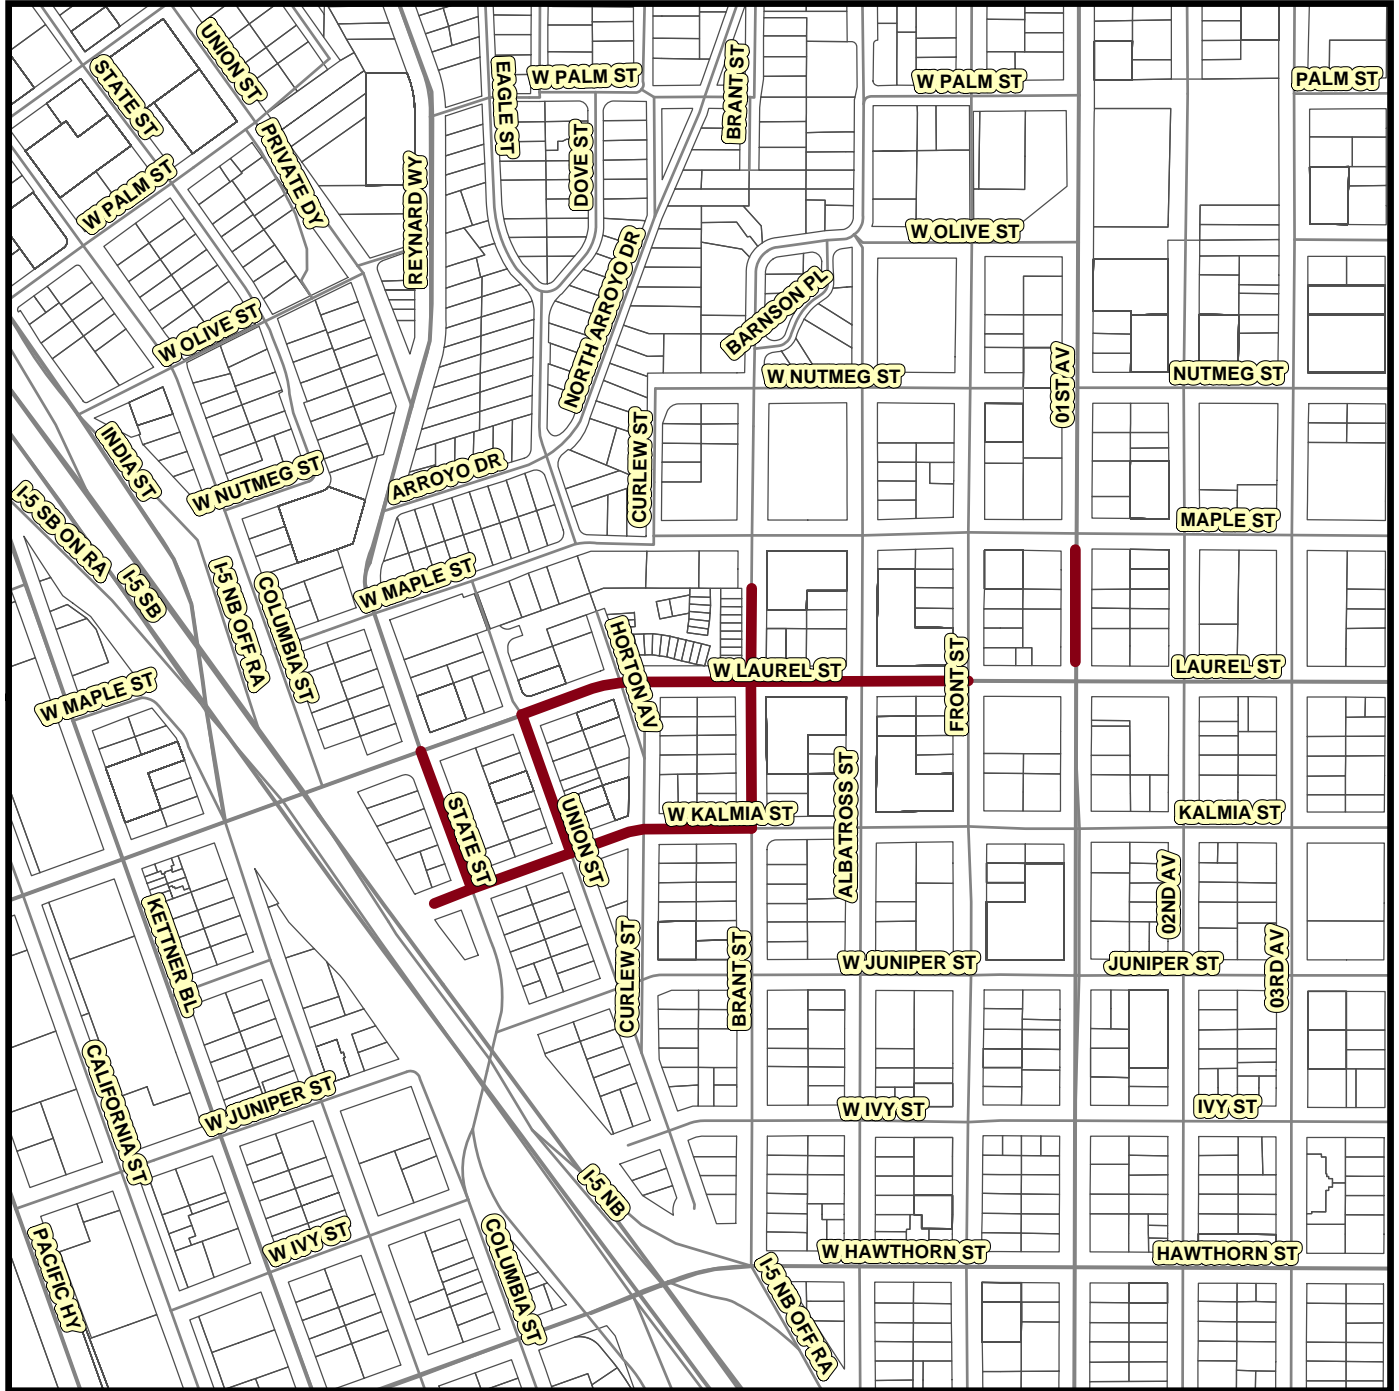 UNION ST
STATE ST
EAGLE ST
W PALM ST
BRANT ST
W PALM ST
PALM ST
PRIVATE DY
DOVE ST
W PALM ST
REYNARD WY
W OLIVE ST
NORTH ARROYO DR
BARNSON PL
W OLIVE ST
W NUTMEG ST
01ST AV
NUTMEG ST
CURLEW ST
INDIA ST
W NUTMEG ST
ARROYO DR
MAPLE ST
I-5 SB ON RA
I-5 SB
I-5 NB OFF RA
COLUMBIA ST
W MAPLE ST
HORTON AV
W LAUREL ST
FRONT ST
LAUREL ST
W MAPLE ST
STATE ST
UNION ST
W KALMIA ST
ALBATROSS ST
KALMIA ST
02ND AV
KETTNER BL
CURLEW ST
BRANT ST
W JUNIPER ST
JUNIPER ST
03RD AV
CALIFORNIA ST
W JUNIPER ST
W IVY ST
IVY ST
I-5 NB
PACIFIC HY
W IVY ST
COLUMBIA ST
W HAWTHORN ST
HAWTHORN ST
I-5 NB OFF RA